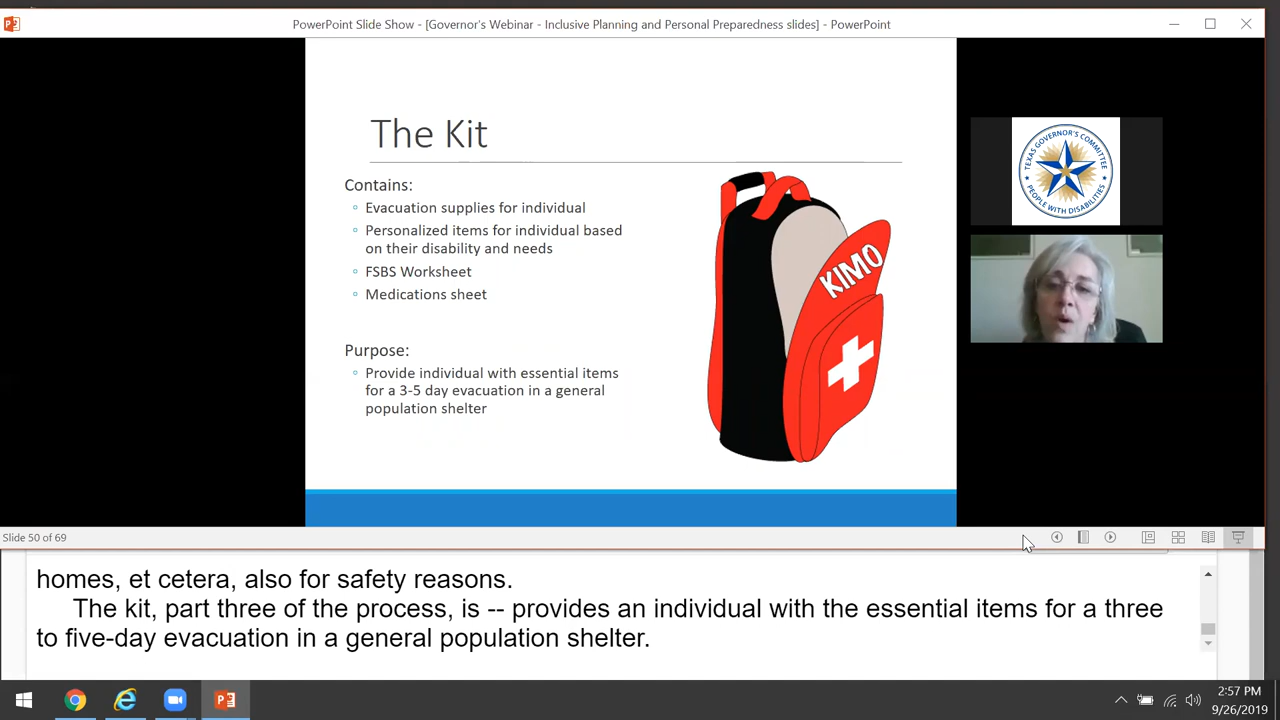 PowerPoint Slide Show - [Governor's Webinar - Inclusive Planning and Personal Preparedness slides] - PowerPoint
The Kit
Contains:
Evacuation supplies for individual
Personalized items for individual based
on their disability and needs
FSBS Worksheet
Medications sheet
Purpose:
Provide individual with essential items
for a 3-5 day evacuation in a general
population shelter
KIMO
TEXAS GOVERNOR'S COMMITTEE
PEOPLE WITH DISABILITIES
Slide 50 of 69
homes, et cetera, also for safety reasons.
The kit, part three of the process, is -- provides an individual with the essential items for a three
to five-day evacuation in a general population shelter.
2:57 PM
9/26/2019